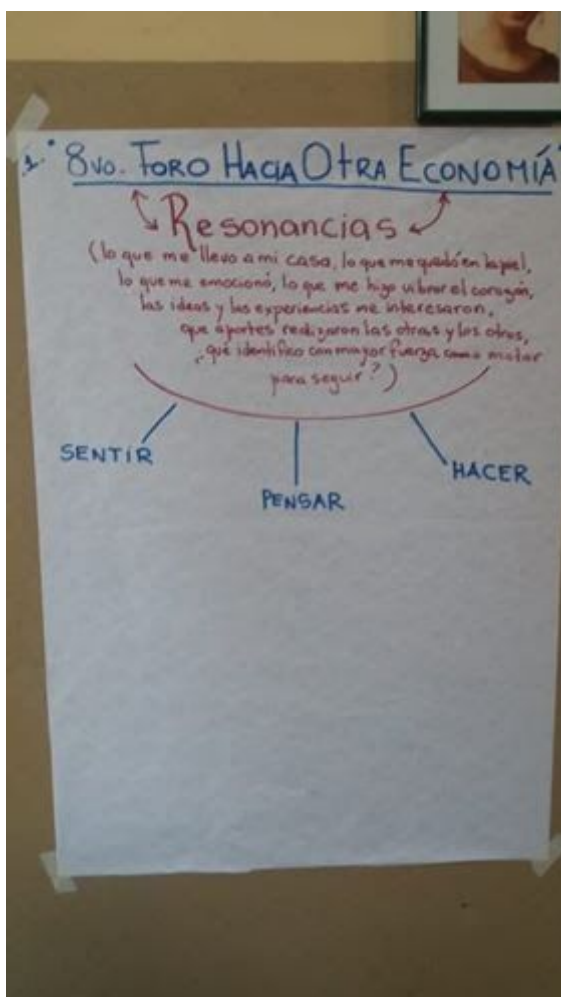 1. "8vo. FORO HACIA OTRA ECONOMÍA"
Resonancias
(lo que me llevo a mi casa, lo que me quedó en la piel,
lo que me emocionó, lo que me hizo vibrar el corazón,
las ideas y las experiencias me interesaron,
que aportes realizaron las otras y los otros,
¿qué identifico con mayor fuerza como motor
para seguir?)
SENTIR
PENSAR
HACER